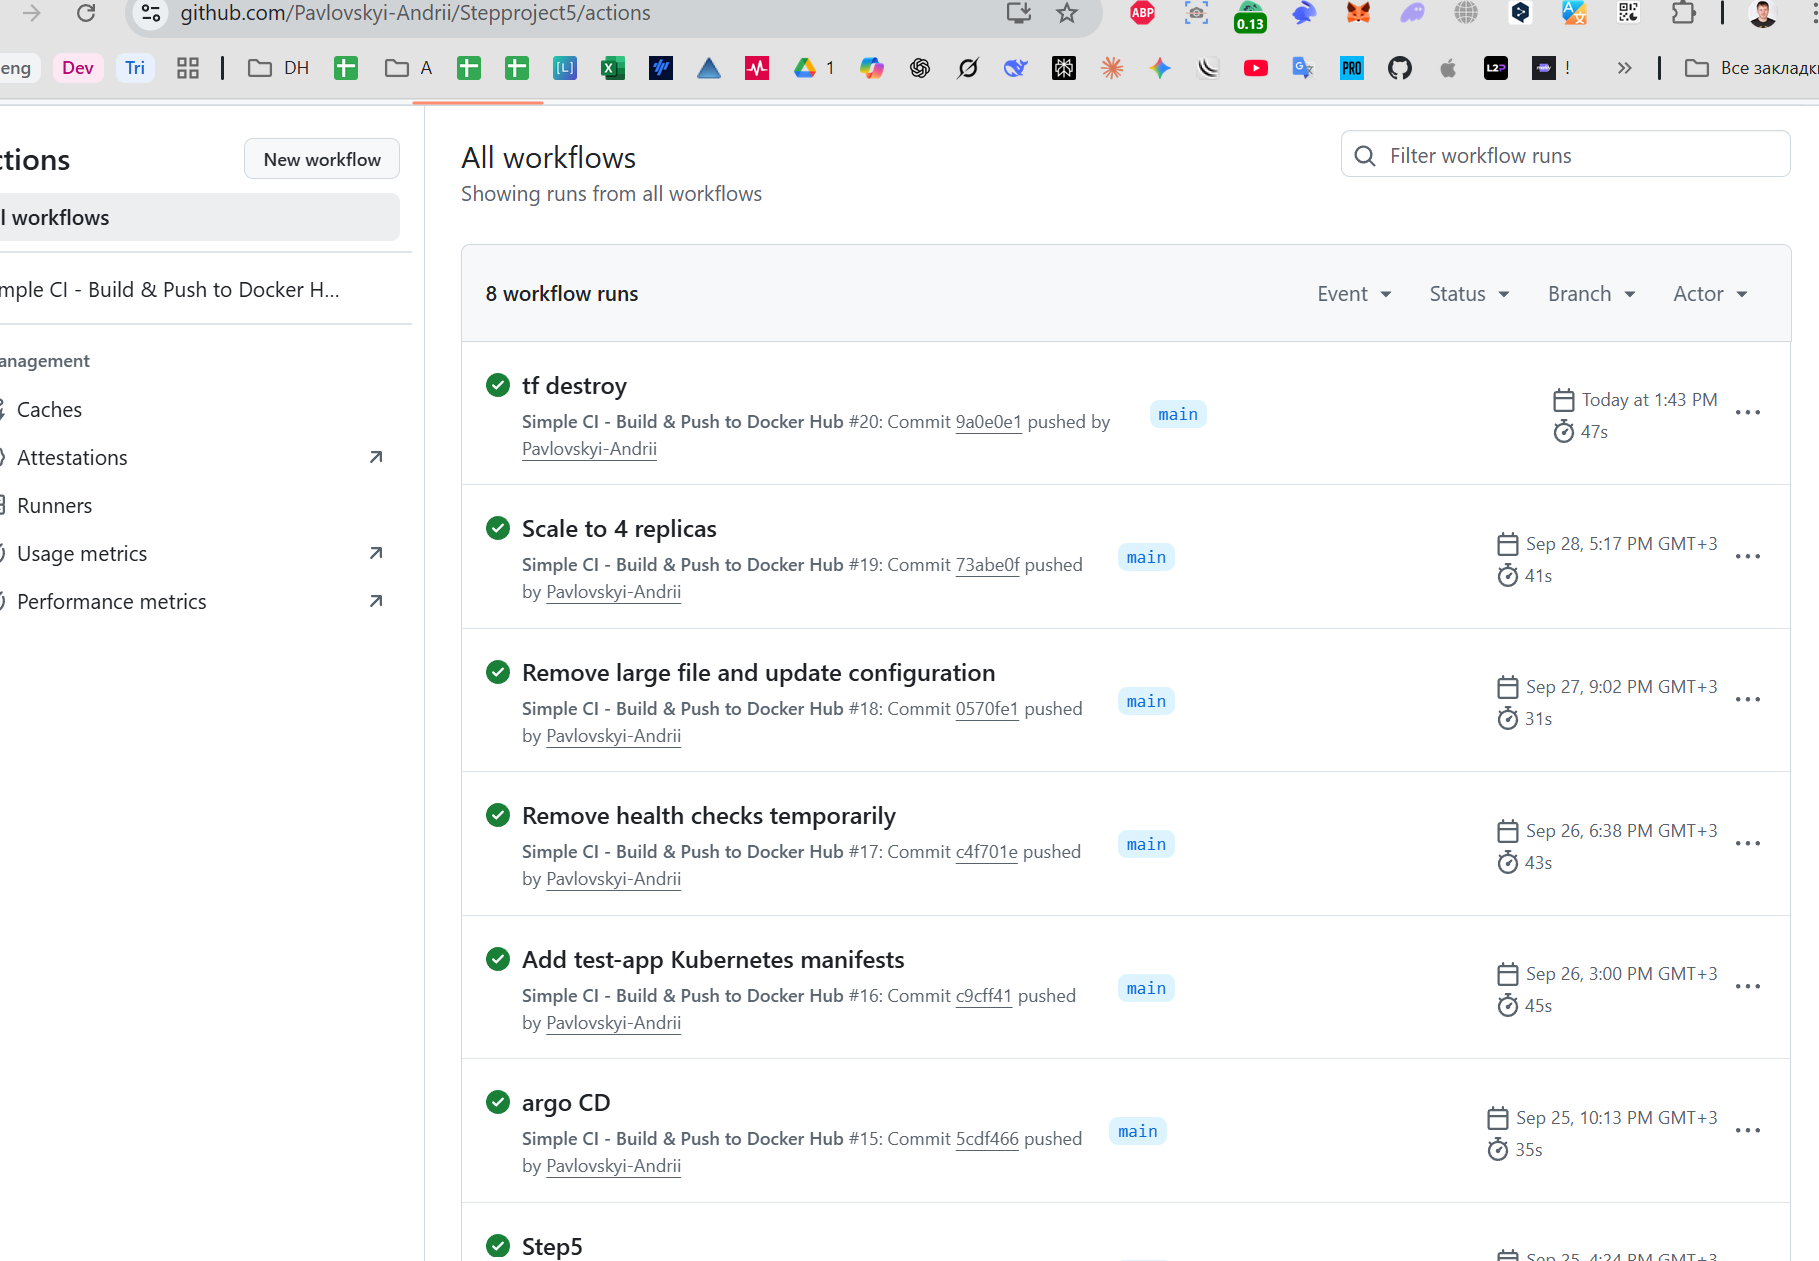 github.com/Pavlovskyi-Andrii/Stepproject5/actions
ABP
0.13
eng
Dev
Tri
DH
A
[L]
1
PRO
L2P
!
Все закладк
ctions
New workflow
l workflows
mple CI - Build & Push to Docker H...
anagement
Caches
Attestations
Runners
Usage metrics
Performance metrics
All workflows
Showing runs from all workflows
Filter workflow runs
8 workflow runs
Event
Status
Branch
Actor
tf destroy
Simple CI - Build & Push to Docker Hub #20: Commit 9a0e0e1 pushed by
Pavlovskyi-Andrii
main
Today at 1:43 PM
47s
Scale to 4 replicas
Simple CI - Build & Push to Docker Hub #19: Commit 73abe0f pushed
by Pavlovskyi-Andrii
main
Sep 28, 5:17 PM GMT+3
41s
Remove large file and update configuration
Simple CI - Build & Push to Docker Hub #18: Commit 0570fe1 pushed
by Pavlovskyi-Andrii
main
Sep 27, 9:02 PM GMT+3
31s
Remove health checks temporarily
Simple CI - Build & Push to Docker Hub #17: Commit c4f701e pushed
by Pavlovskyi-Andrii
main
Sep 26, 6:38 PM GMT+3
43s
Add test-app Kubernetes manifests
Simple CI - Build & Push to Docker Hub #16: Commit c9cff41 pushed
by Pavlovskyi-Andrii
main
Sep 26, 3:00 PM GMT+3
45s
argo CD
Simple CI - Build & Push to Docker Hub #15: Commit 5cdf466 pushed
by Pavlovskyi-Andrii
main
Sep 25, 10:13 PM GMT+3
35s
Step5
Sep 25, 4:24 PM GMT+3